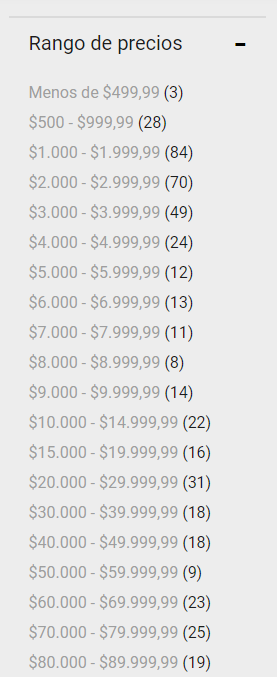 Rango de precios
Menos de $499,99 (3)
$500 - $999,99 (28)
$1.000 - $1.999,99 (84)
$2.000 - $2.999,99 (70)
$3.000 - $3.999,99 (49)
$4.000 - $4.999,99 (24)
$5.000 - $5.999,99 (12)
$6.000 - $6.999,99 (13)
$7.000 - $7.999,99 (11)
$8.000 - $8.999,99 (8)
$9.000 - $9.999,99 (14)
$10.000 - $14.999,99 (22)
$15.000 - $19.999,99 (16)
$20.000 - $29.999,99 (31)
$30.000 - $39.999,99 (18)
$40.000 - $49.999,99 (18)
$50.000 - $59.999,99 (9)
$60.000 - $69.999,99 (23)
$70.000 - $79.999,99 (25)
$80.000 - $89.999,99 (19)